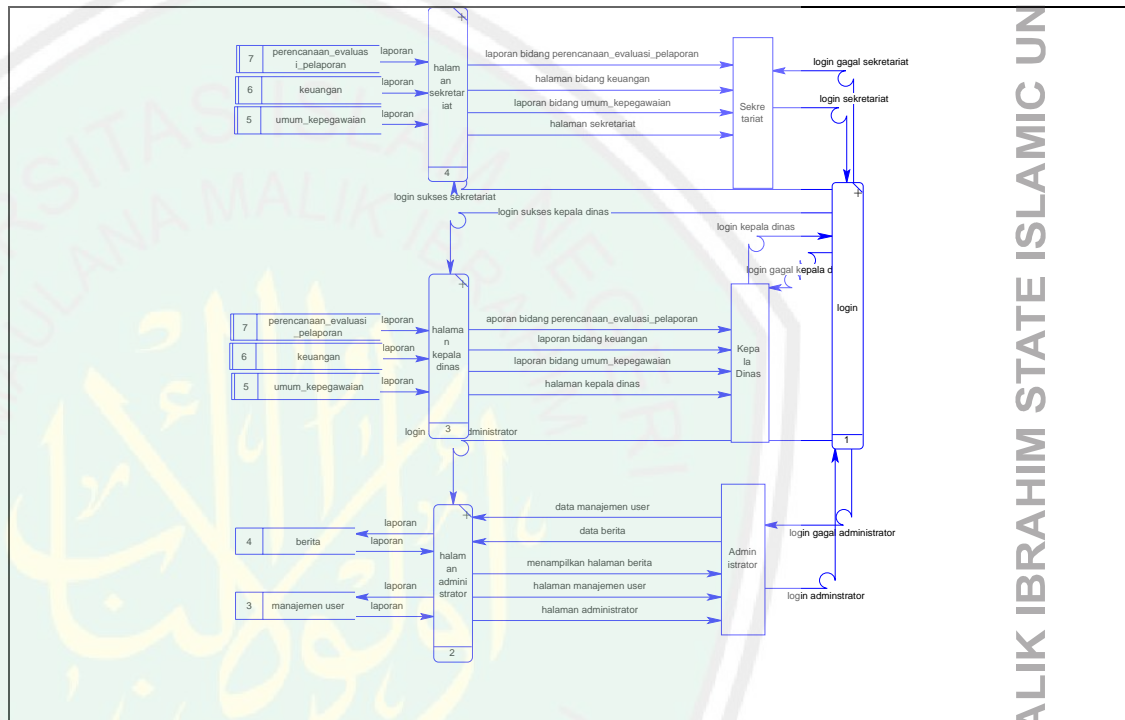 7
perencanaan_evaluas
i_pelaporan
laporan
6
keuangan
laporan
5
umum_kepegawaian
laporan
halam
an
sekretar
iat
4
laporan bidang perencanaan_evaluasi_pelaporan
halaman bidang keuangan
laporan bidang umum_kepegawaian
halaman sekretariat
Sekre
tariat
login gagal sekretariat
login sekretariat
login sukses sekretariat
login sukses kepala dinas
login kepala dinas
login gagal kepala d
login
1
7
perencanaan_evaluasi
_pelaporan
laporan
6
keuangan
laporan
5
umum_kepegawaian
laporan
halama
n
kepala
dinas
3
aporan bidang perencanaan_evaluasi_pelaporan
laporan bidang keuangan
laporan bidang umum_kepegawaian
halaman kepala dinas
Kepa
la
Dinas
login dministrator
4
berita
laporan
laporan
3
manajemen user
laporan
laporan
halam
an
admini
strator
2
data manajemen user
data berita
menampilkan halaman berita
halaman manajemen user
halaman administrator
Admin
istrator
login gagal administrator
login adminstrator
ALIK IBRAHIM STATE ISLAMIC UN
SITAS ISLAM NEGERI
MAULANA MALIK IBRAHIM